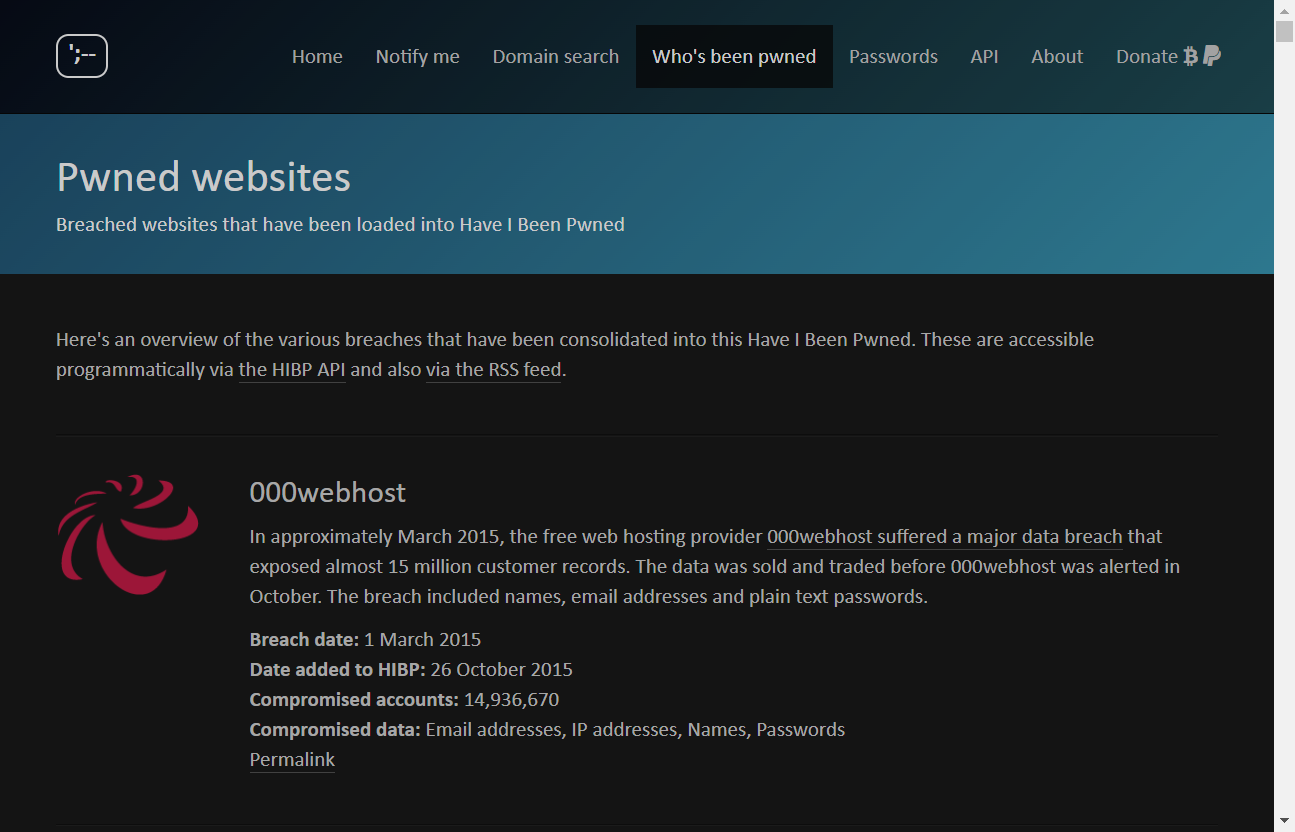 ';--
Home Notify me Domain search Who's been pwned Passwords API About Donate
Pwned websites
Breached websites that have been loaded into Have I Been Pwned
Here's an overview of the various breaches that have been consolidated into this Have I Been Pwned. These are accessible
programmatically via the HIBP API and also via the RSS feed.
000webhost
In approximately March 2015, the free web hosting provider 000webhost suffered a major data breach that
exposed almost 15 million customer records. The data was sold and traded before 000webhost was alerted in
October. The breach included names, email addresses and plain text passwords.
Breach date: 1 March 2015
Date added to HIBP: 26 October 2015
Compromised accounts: 14,936,670
Compromised data: Email addresses, IP addresses, Names, Passwords
Permalink